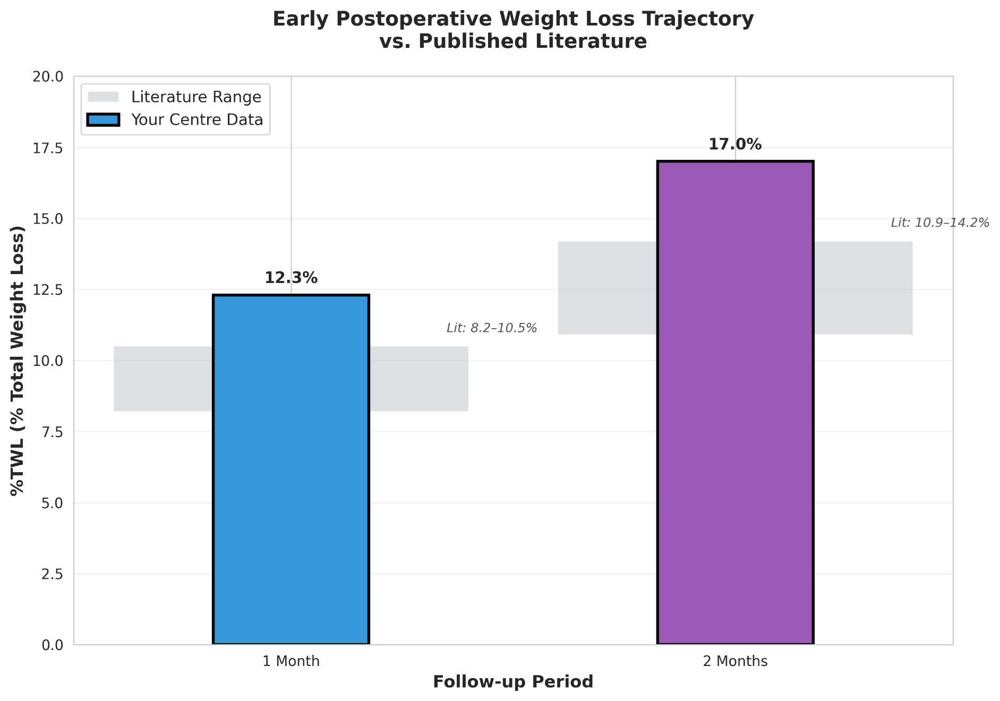 Early Postoperative Weight Loss Trajectory
vs. Published Literature
%TWL (% Total Weight Loss)
20.0
17.5
15.0
12.5
10.0
7.5
5.0
2.5
0.0
Literature Range
Your Centre Data
12.3%
Lit: 8.2–10.5%
17.0%
Lit: 10.9–14.2%
1 Month
2 Months
Follow-up Period